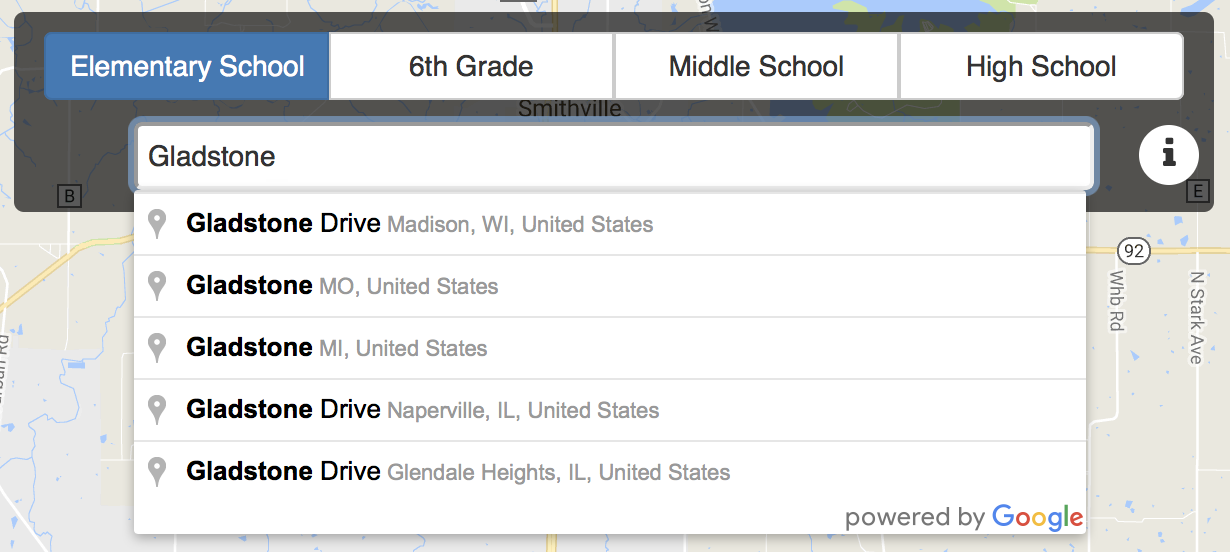 Elementary School
6th Grade
Middle School
High School
Smithville
Gladstone
B
E
Gladstone Drive Madison, WI, United States
Gladstone MO, United States
92
Gladstone MI, United States
Whb Rd
N Stark Ave
Gladstone Drive Naperville, IL, United States
Gladstone Drive Glendale Heights, IL, United States
powered by Google